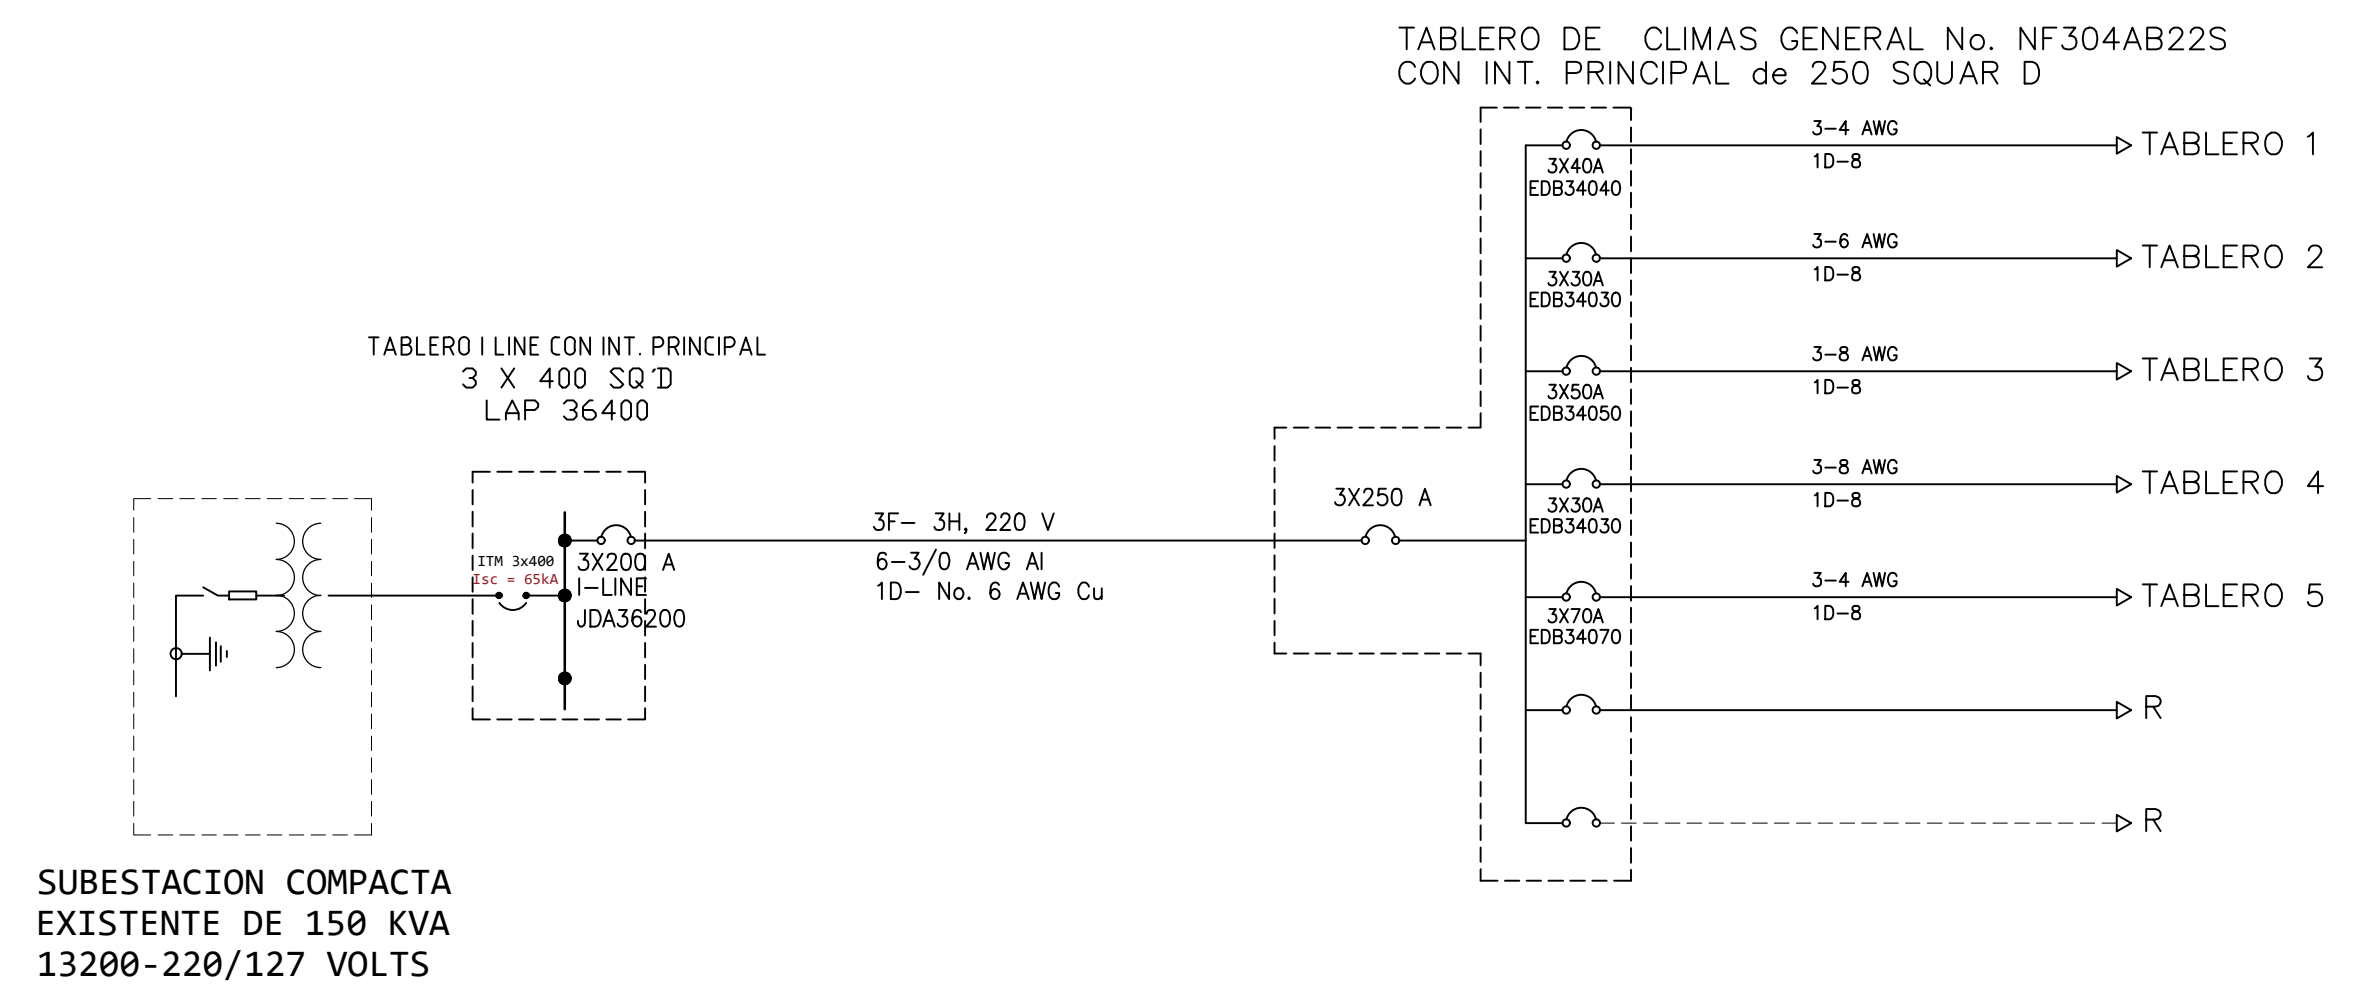 TABLERO DE CLIMAS GENERAL No. NF304AB22S
CON INT. PRINCIPAL de 250 SQUAR D
3-4 AWG
1D-8
TABLERO 1
3X40A
EDB34040
3-6 AWG
1D-8
TABLERO 2
3X30A
EDB34030
3-8 AWG
1D-8
TABLERO 3
3X50A
EDB34050
3-8 AWG
1D-8
TABLERO 4
3X30A
EDB34030
3-4 AWG
1D-8
TABLERO 5
3X70A
EDB34070
R
R
3X250 A
TABLERO I LINE CON INT. PRINCIPAL
3 X 400 SQ'D
LAP 36400
ITM 3x400
Isc = 65kA
3X200 A
I-LINE
JDA36200
3F- 3H, 220 V
6-3/0 AWG Al
1D- No. 6 AWG Cu
SUBESTACION COMPACTA
EXISTENTE DE 150 KVA
13200-220/127 VOLTS